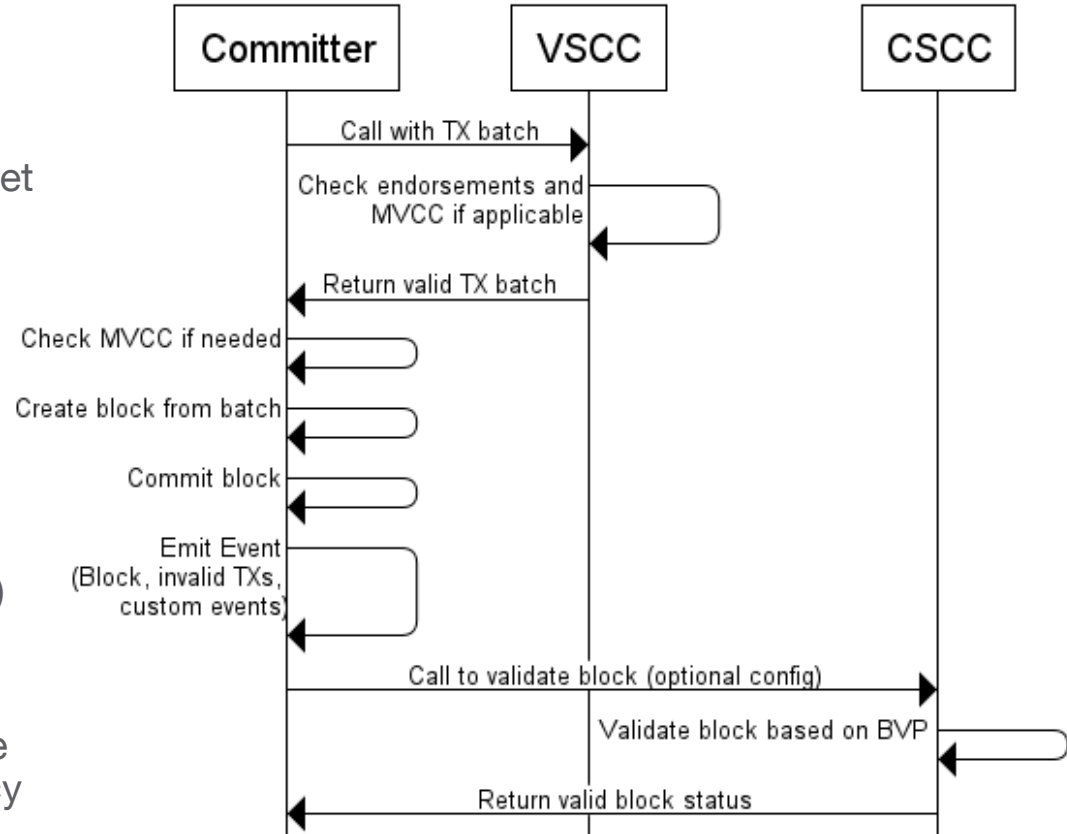 Committer
VSCC
CSCC
Call with TX batch
et
Check endorsements and
MVCC if applicable
Return valid TX batch
Check MVCC if needed
Create block from batch
Commit block
Emit Event
(Block, invalid TXs,
custom events)
)
Call to validate block (optional config)
Validate block based on BVP
e
cy
Return valid block status